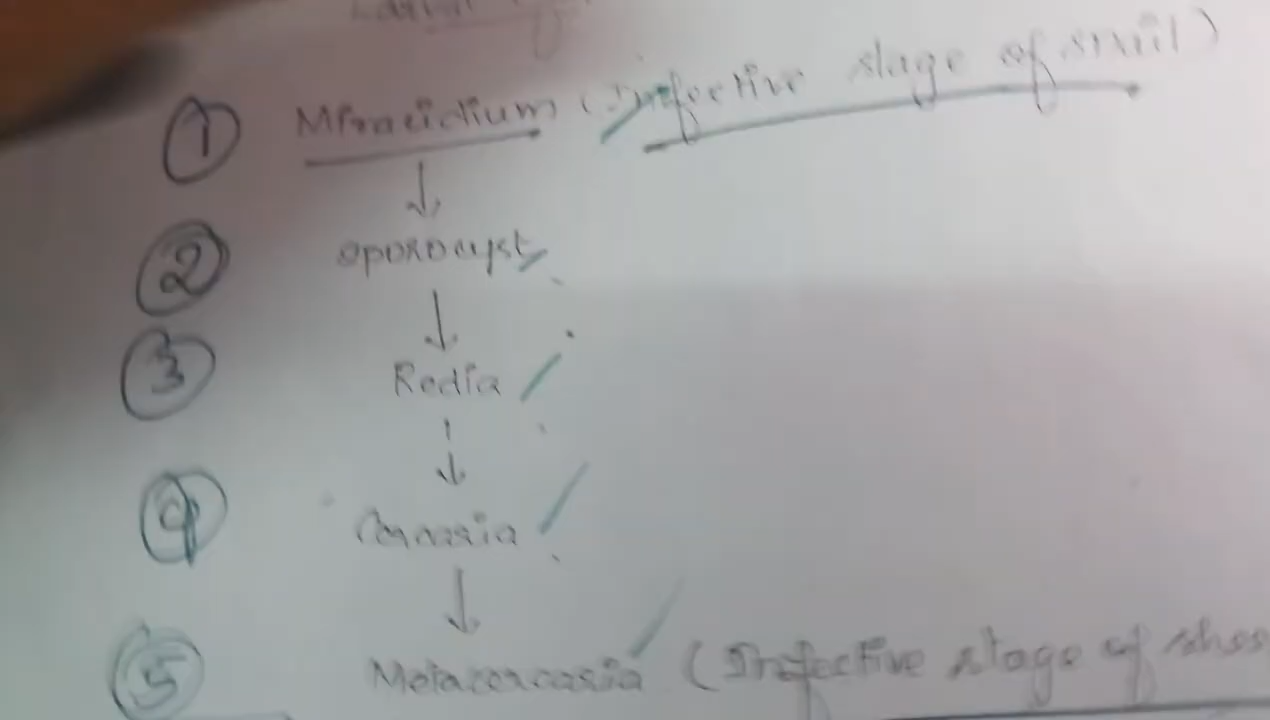 ① Miracidium (Infective stage of snail)
↓
② Sporocyst
↓
③ Redia
↓
④ Cercaria
↓
⑤ Metacercaria (Infective stage of